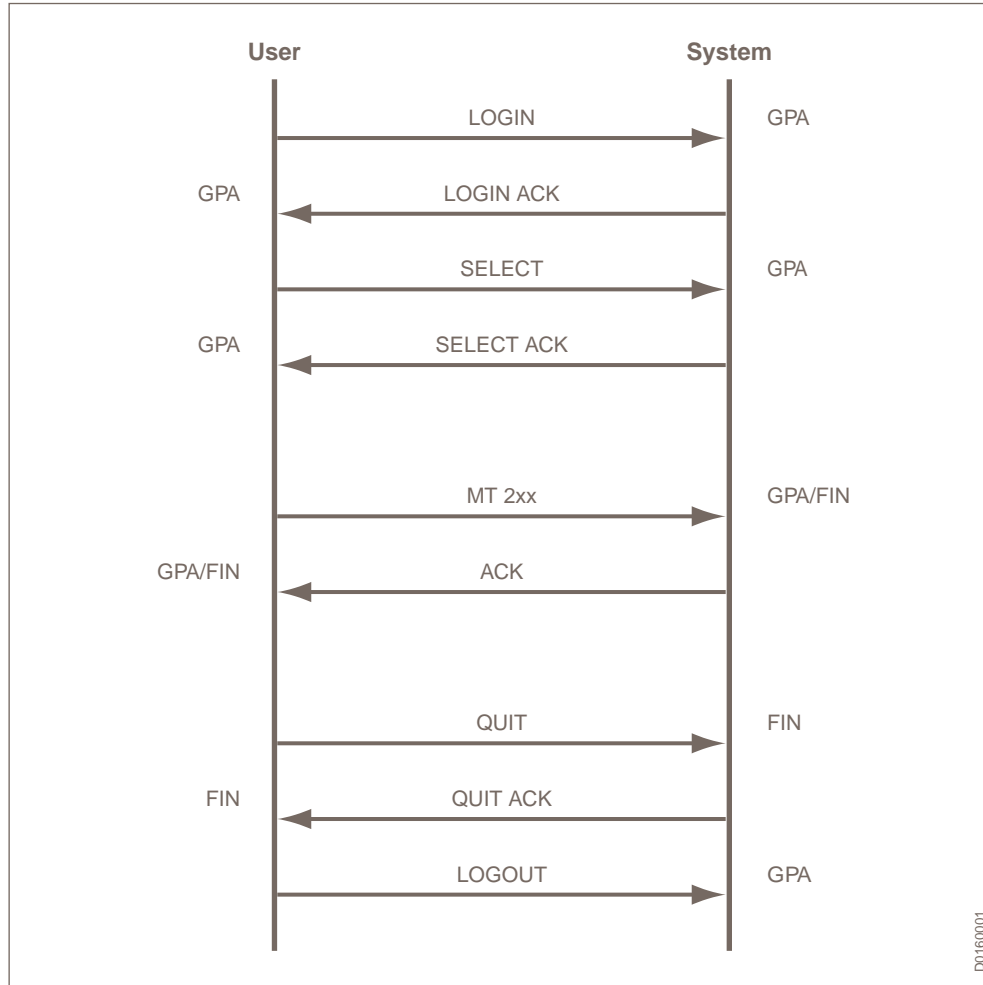 User
System
LOGIN
GPA
GPA
LOGIN ACK
SELECT
GPA
GPA
SELECT ACK
MT 2xx
GPA/FIN
GPA/FIN
ACK
QUIT
FIN
FIN
QUIT ACK
LOGOUT
GPA
D0160001